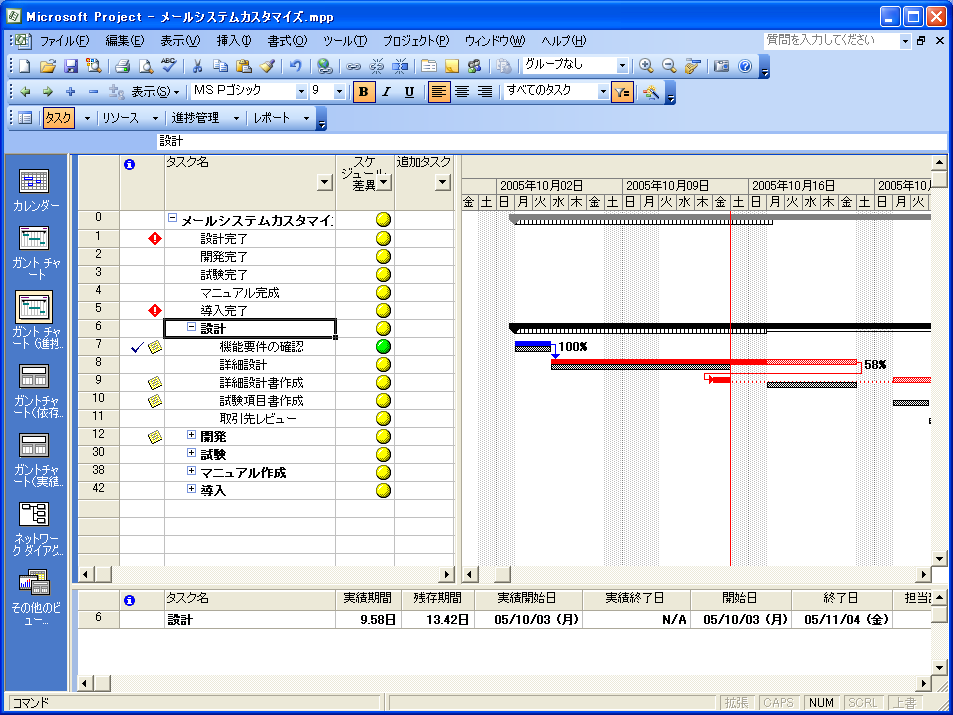 Microsoft Project - メールシステムカスタマイズ.mpp
ファイル(F) 編集(E) 表示(V) 挿入(I) 書式(O) ツール(T) プロジェクト(P) ウィンドウ(W) ヘルプ(H) 質問を入力してください
グループなし
表示(S) MS Pゴシック 9 B I U すべてのタスク
タスク リソース 進捗管理 レポート
設計
カレンダー
ガント チャート
ガント チャート (進捗...
ガントチャート(依存...
ガントチャート(実績...
ネットワーク ダイアグ...
その他のビュー...
タスク名 スケジュール差異 追加タスク
2005年10月02日 2005年10月09日 2005年10月16日 2005年10月
金 土 日 月 火 水 木 金 土 日 月 火 水 木 金 土 日 月 火 水 木 金 土 日 月 火
0 メールシステムカスタマイズ
1 設計完了
2 開発完了
3 試験完了
4 マニュアル完成
5 導入完了
6 設計
7 機能要件の確認 100%
8 詳細設計 58%
9 詳細設計書作成
10 試験項目書作成
11 取引先レビュー
12 開発
30 試験
38 マニュアル作成
42 導入
タスク名 実績期間 残存期間 実績開始日 実績終了日 開始日 終了日 担当
6 設計 9.58日 13.42日 05/10/03 (月) N/A 05/10/03 (月) 05/11/04 (金)
コマンド 拡張 CAPS NUM SCRL 上書